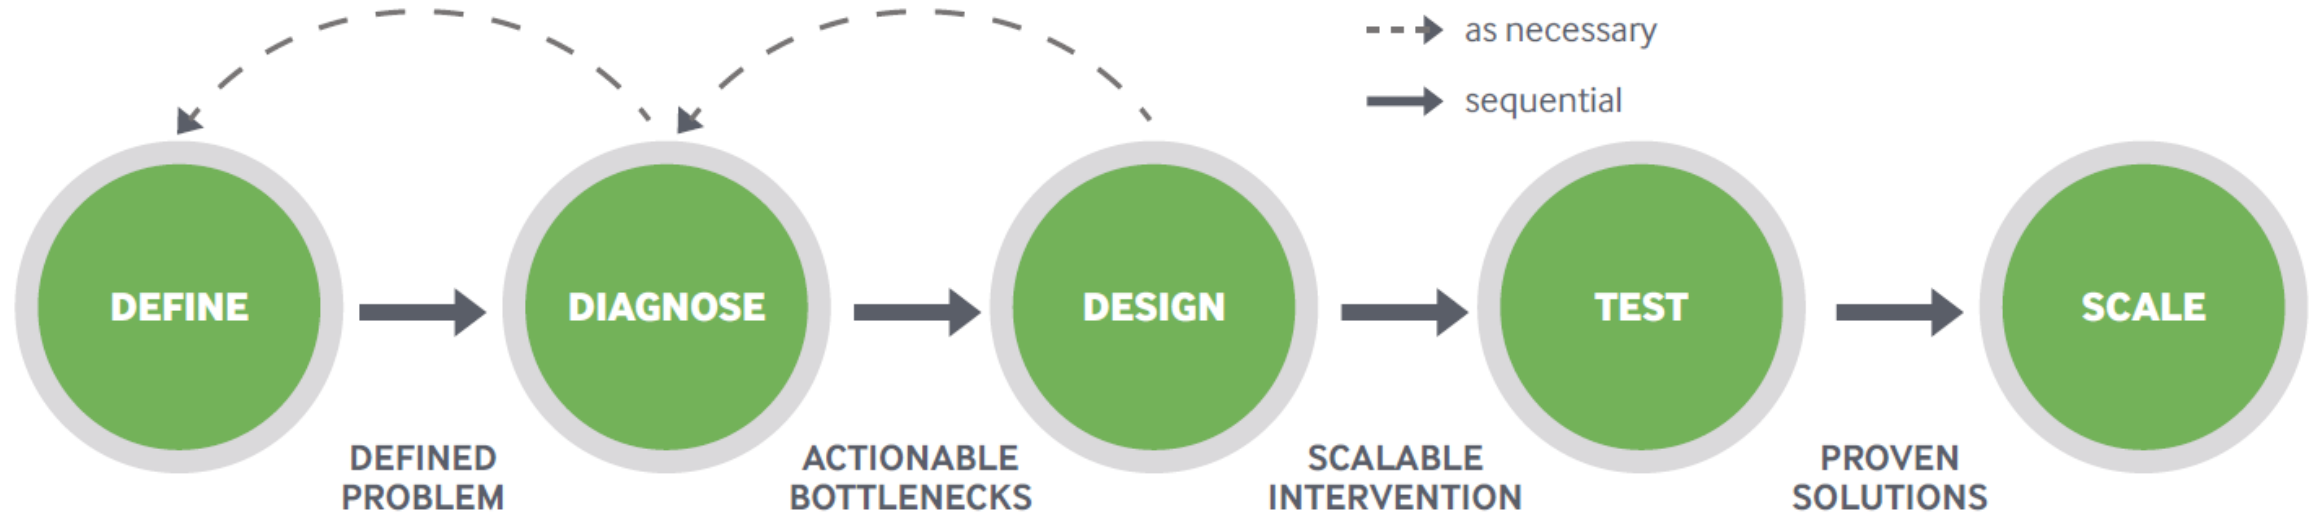 as necessary
sequential
DEFINE
DIAGNOSE
DESIGN
TEST
SCALE
DEFINED
PROBLEM
ACTIONABLE
BOTTLENECKS
SCALABLE
INTERVENTION
PROVEN
SOLUTIONS